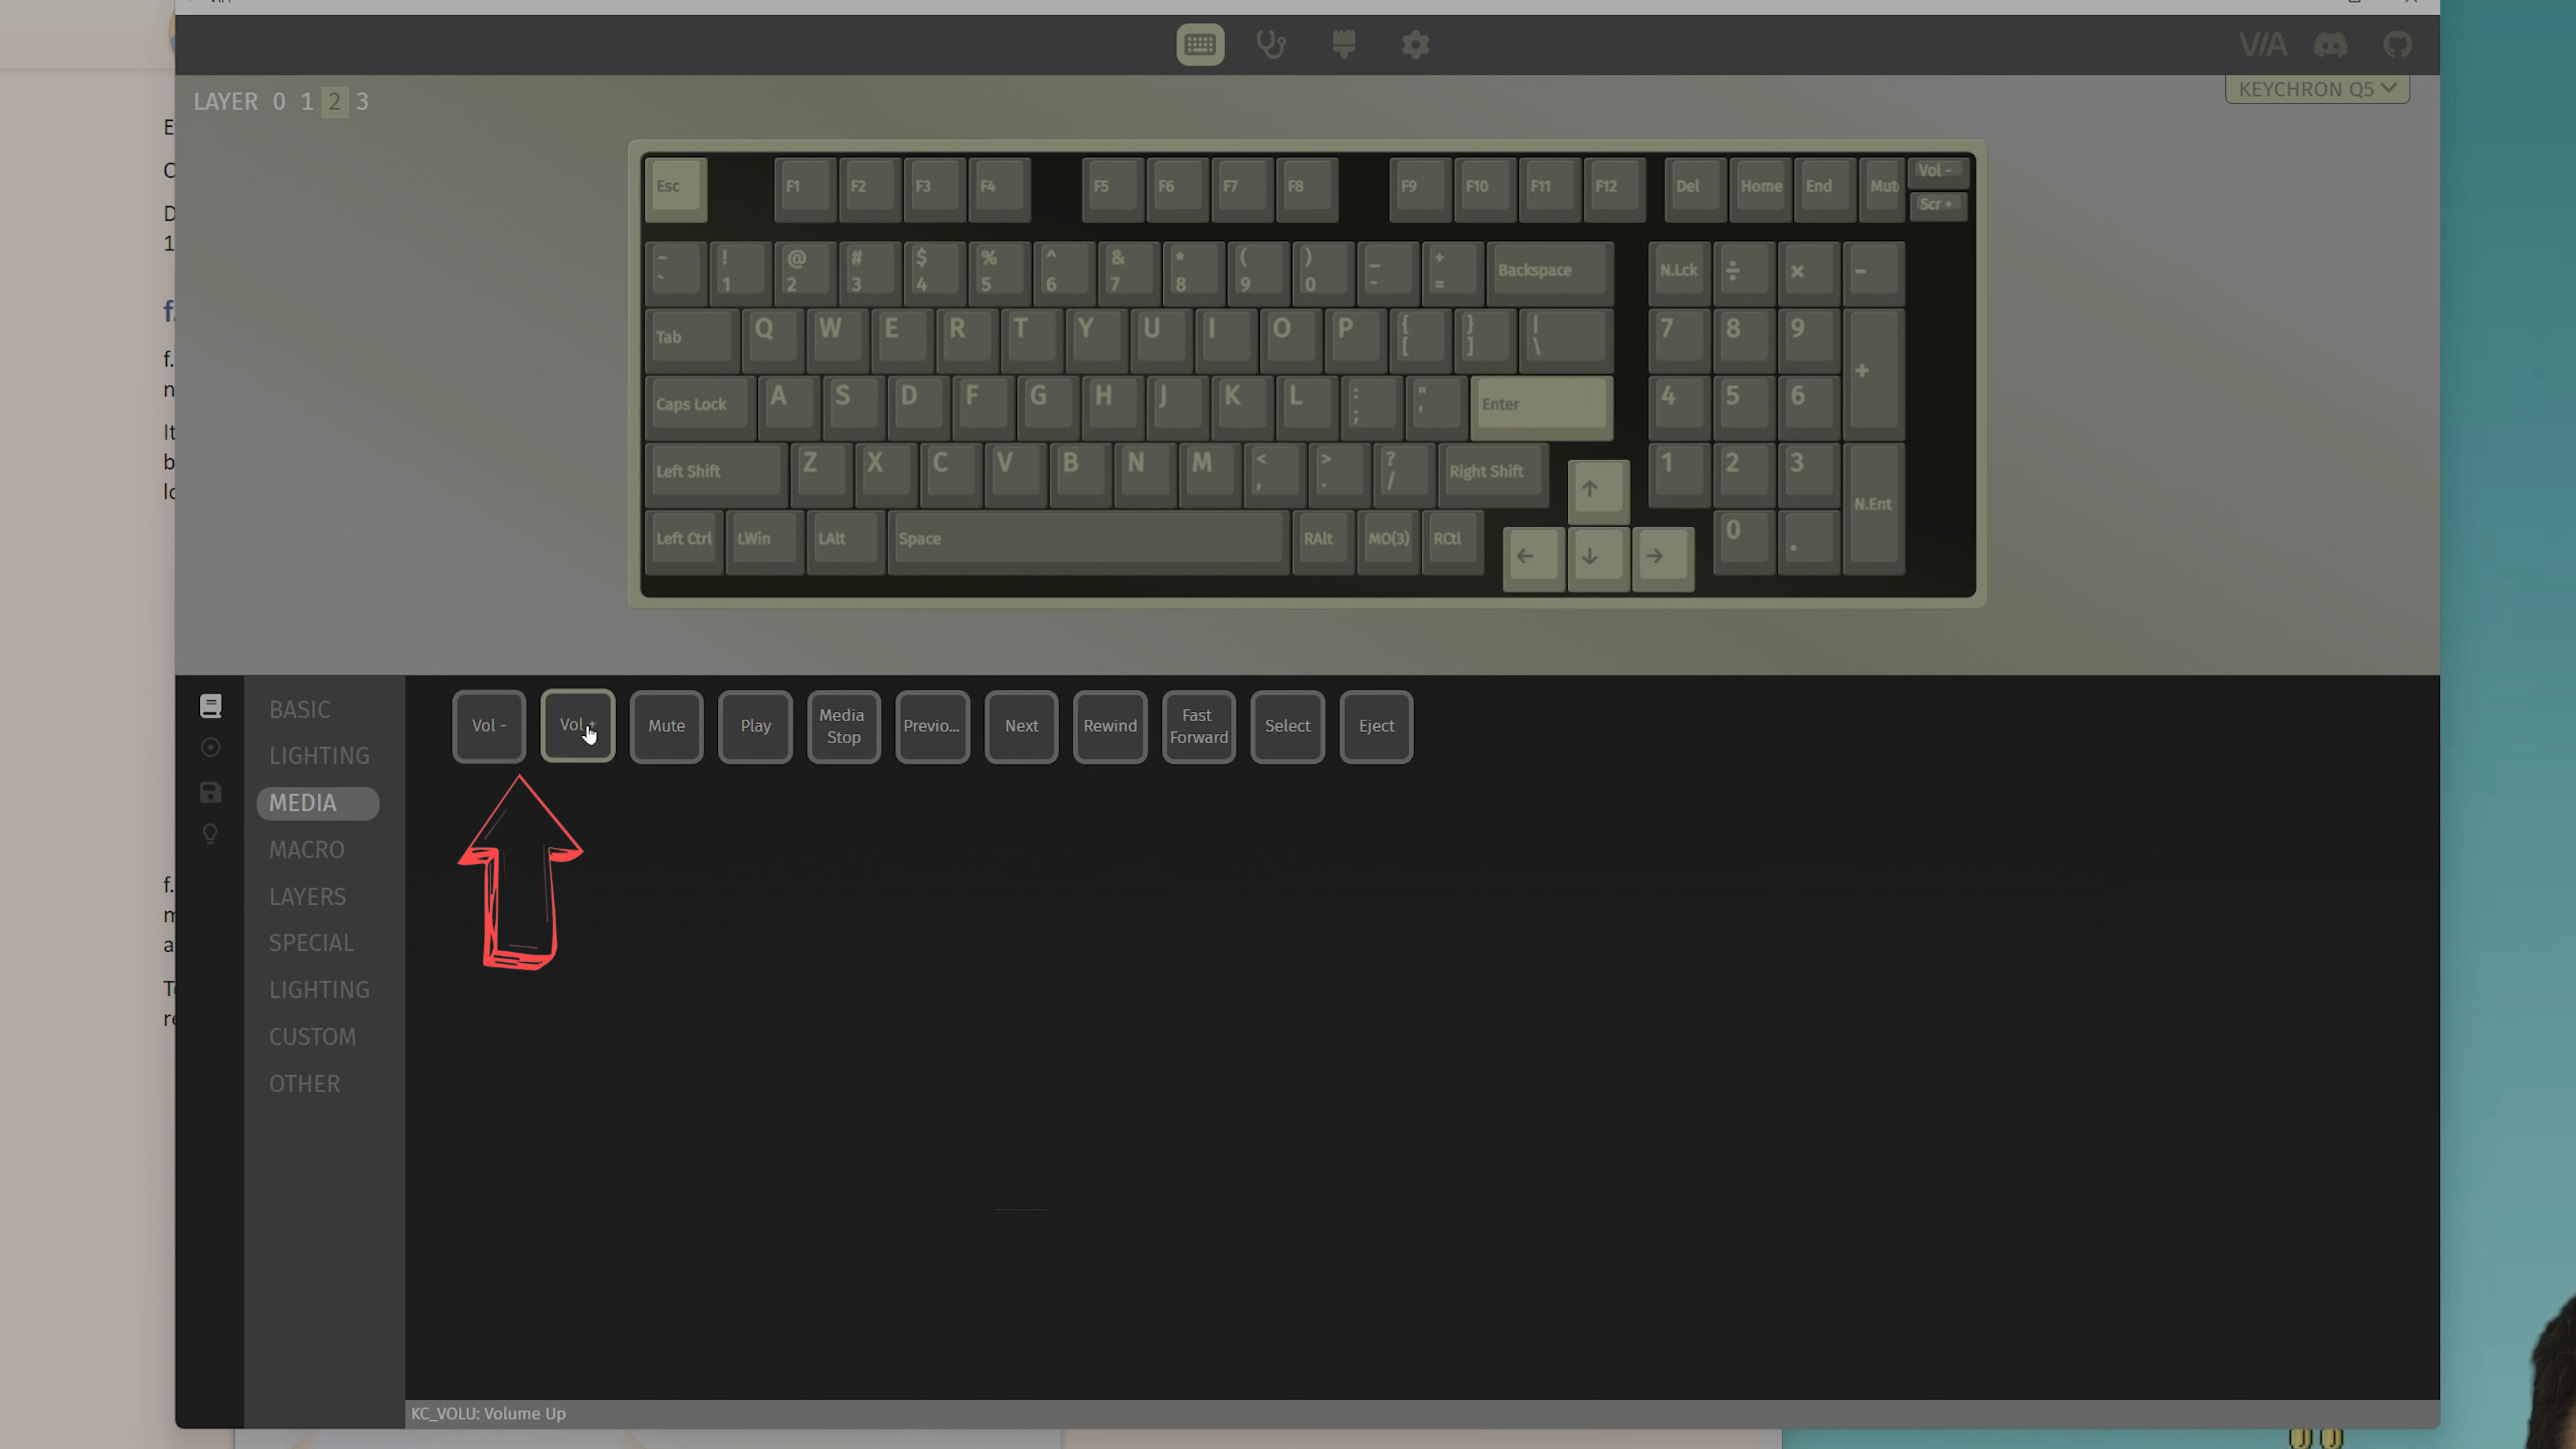 VIA
LAYER 0 1 2 3
KEYCHRON Q5
Esc F1 F2 F3 F4 F5 F6 F7 F8 F9 F10 F11 F12 Del Home End Mut Vol -
Scr +
~ ! @ # $ % ^ & * ( ) _ +
` 1 2 3 4 5 6 7 8 9 0 - = Backspace N.Lck ÷ × −
Tab Q W E R T Y U I O P { } | 7 8 9
[ ] \ +
Caps Lock A S D F G H J K L : " Enter 4 5 6
; '
Left Shift Z X C V B N M < > ? Right Shift ↑ 1 2 3
, . / N.Ent
Left Ctrl LWin LAlt Space RAlt MO(3) RCtl ← ↓ → 0 .
BASIC
LIGHTING
MEDIA
MACRO
LAYERS
SPECIAL
LIGHTING
CUSTOM
OTHER
Vol - Vol + Mute Play Media Stop Previo... Next Rewind Fast Forward Select Eject
KC_VOLU: Volume Up